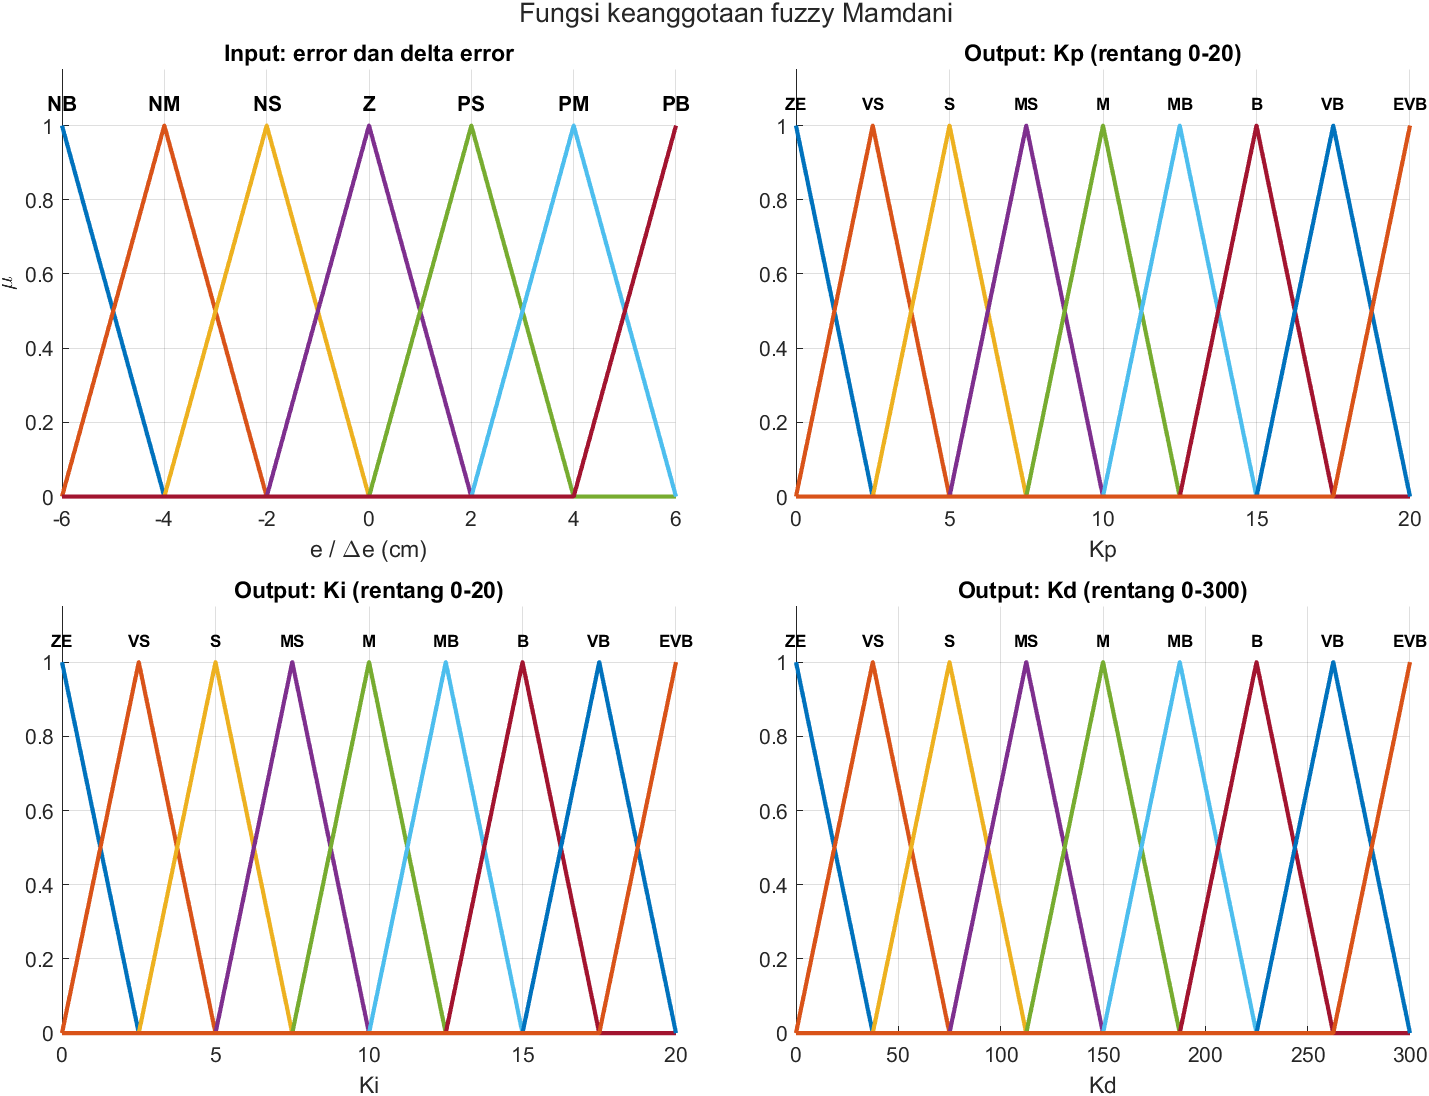 Fungsi keanggotaan fuzzy Mamdani
Input: error dan delta error
NB NM NS Z PS PM PB
1
0.8
0.6
0.4
0.2
0
μ
-6 -4 -2 0 2 4 6
e / Δe (cm)
Output: Kp (rentang 0-20)
ZE VS S MS M MB B VB EVB
1
0.8
0.6
0.4
0.2
0
0 5 10 15 20
Kp
Output: Ki (rentang 0-20)
ZE VS S MS M MB B VB EVB
1
0.8
0.6
0.4
0.2
0
0 5 10 15 20
Ki
Output: Kd (rentang 0-300)
ZE VS S MS M MB B VB EVB
1
0.8
0.6
0.4
0.2
0
0 50 100 150 200 250 300
Kd